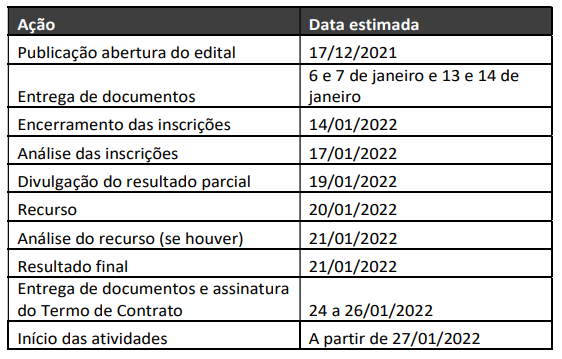 Ação Data estimada
Publicação abertura do edital 17/12/2021
6 e 7 de janeiro e 13 e 14 de
Entrega de documentos janeiro
Encerramento das inscrições 14/01/2022
Análise das inscrições 17/01/2022
Divulgação do resultado parcial 19/01/2022
Recurso 20/01/2022
Análise do recurso (se houver) 21/01/2022
Resultado final 21/01/2022
Entrega de documentos e assinatura
do Termo de Contrato 24 a 26/01/2022
Início das atividades A partir de 27/01/2022